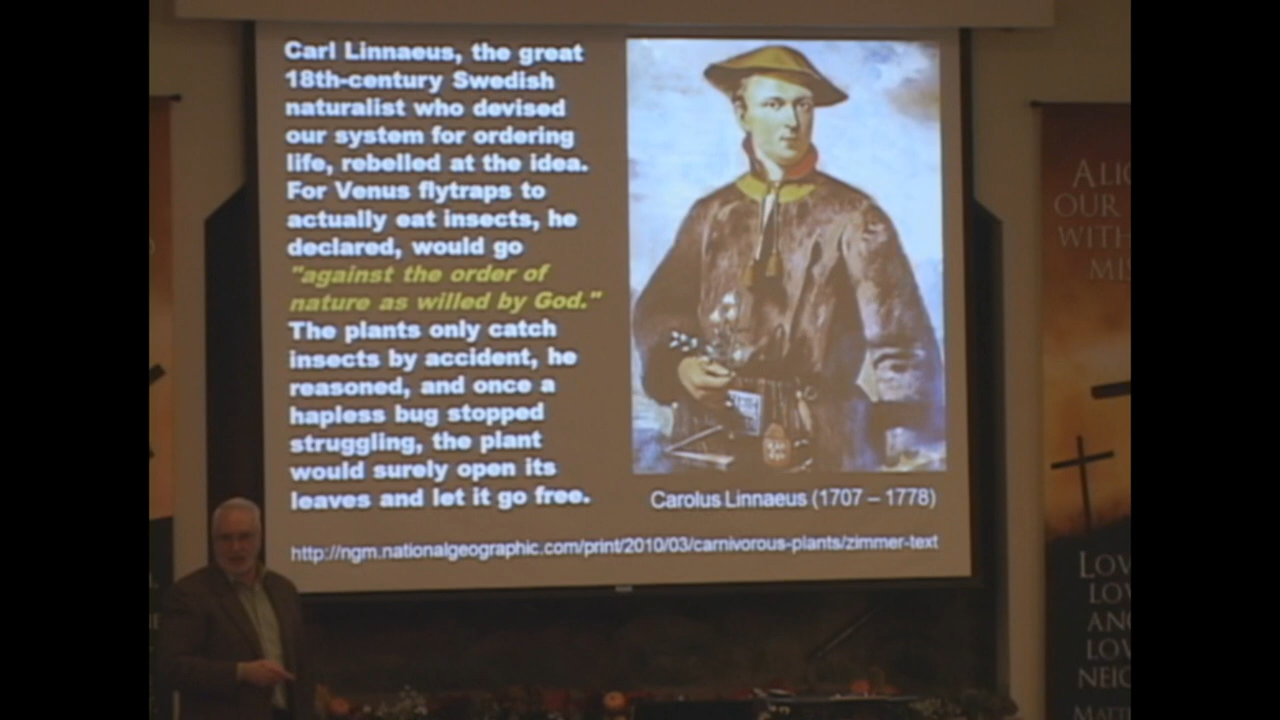 Carl Linnaeus, the great
18th-century Swedish
naturalist who devised
our system for ordering
life, rebelled at the idea.
For Venus flytraps to
actually eat insects, he
declared, would go
"against the order of
nature as willed by God."
The plants only catch
insects by accident, he
reasoned, and once a
hapless bug stopped
struggling, the plant
would surely open its
leaves and let it go free.
Carolus Linnaeus (1707 – 1778)
http://ngm.nationalgeographic.com/print/2010/03/carnivorous-plants/zimmer-text
OUR
WITH